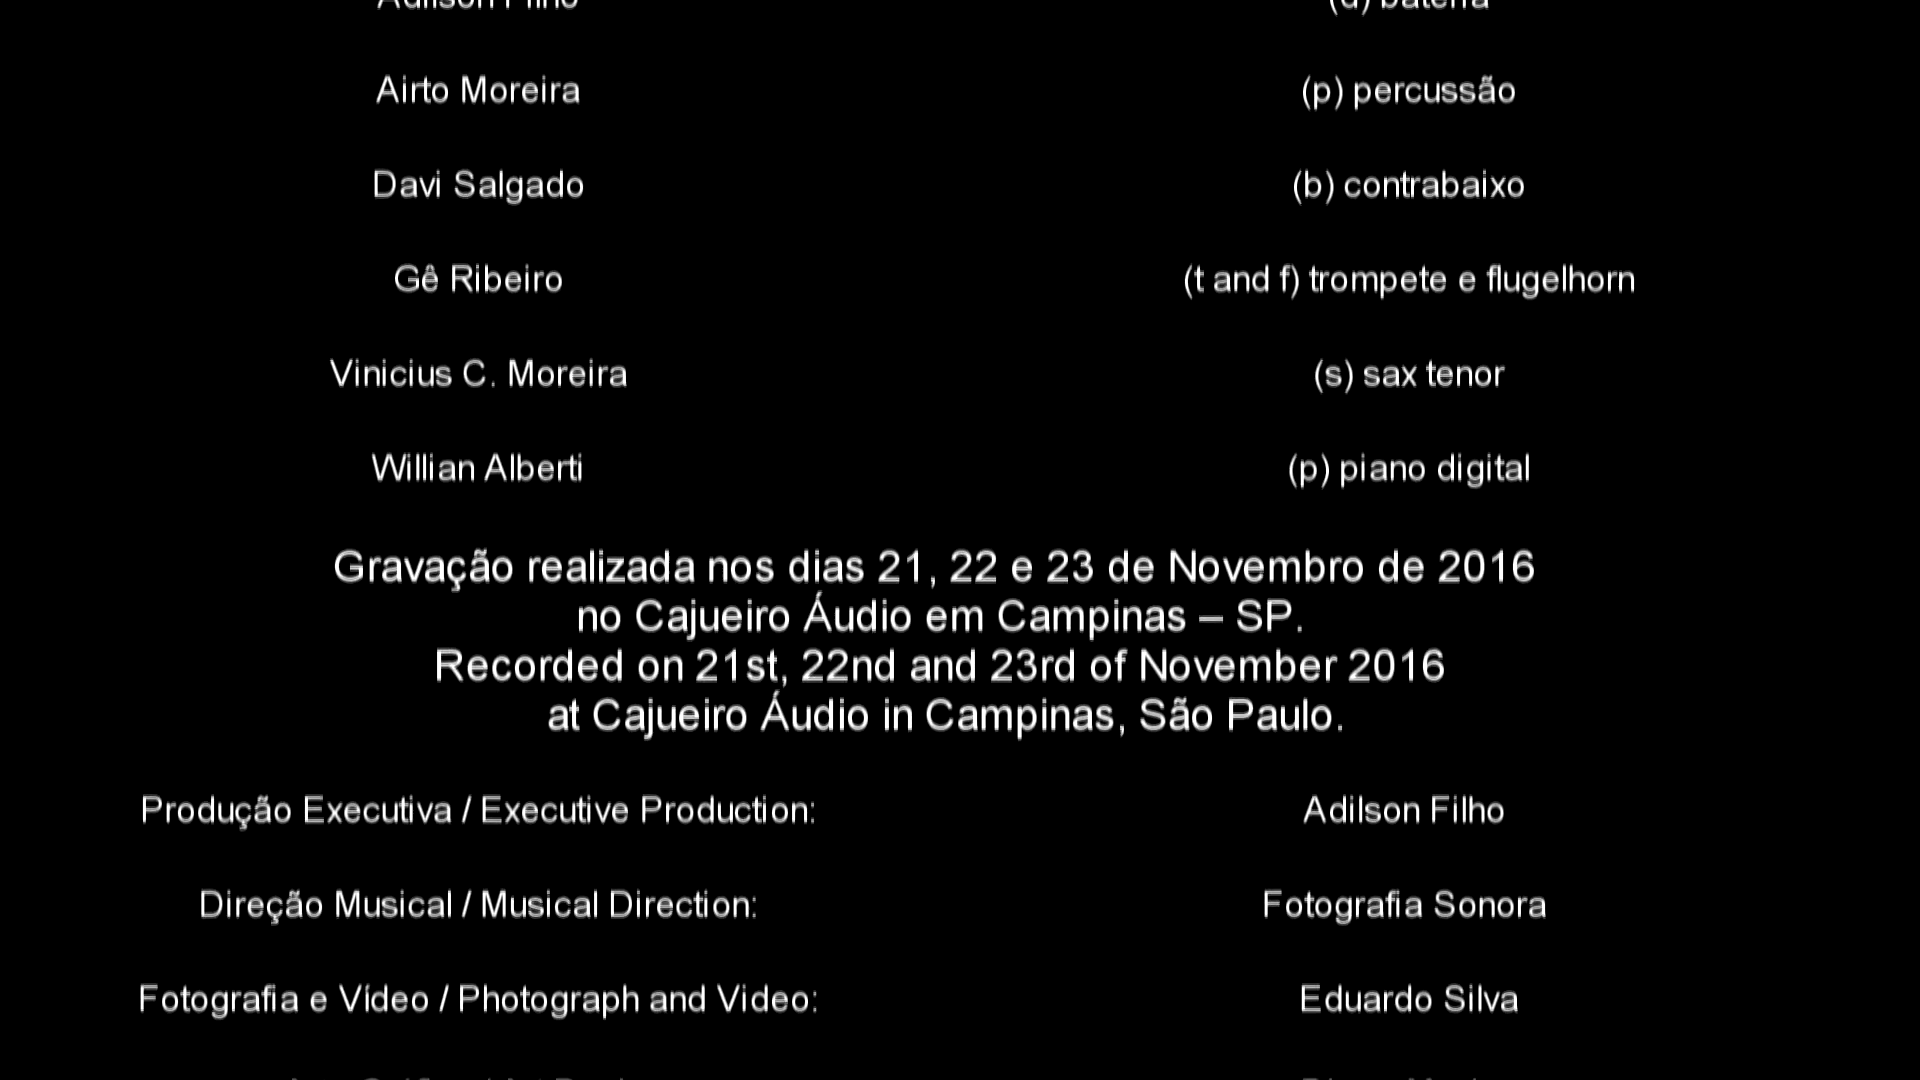 Adilson Filho (d) bateria
Airto Moreira (p) percussão
Davi Salgado (b) contrabaixo
Gê Ribeiro (t and f) trompete e flugelhorn
Vinicius C. Moreira (s) sax tenor
Willian Alberti (p) piano digital
Gravação realizada nos dias 21, 22 e 23 de Novembro de 2016
no Cajueiro Áudio em Campinas – SP.
Recorded on 21st, 22nd and 23rd of November 2016
at Cajueiro Áudio in Campinas, São Paulo.
Produção Executiva / Executive Production: Adilson Filho
Direção Musical / Musical Direction: Fotografia Sonora
Fotografia e Vídeo / Photograph and Video: Eduardo Silva